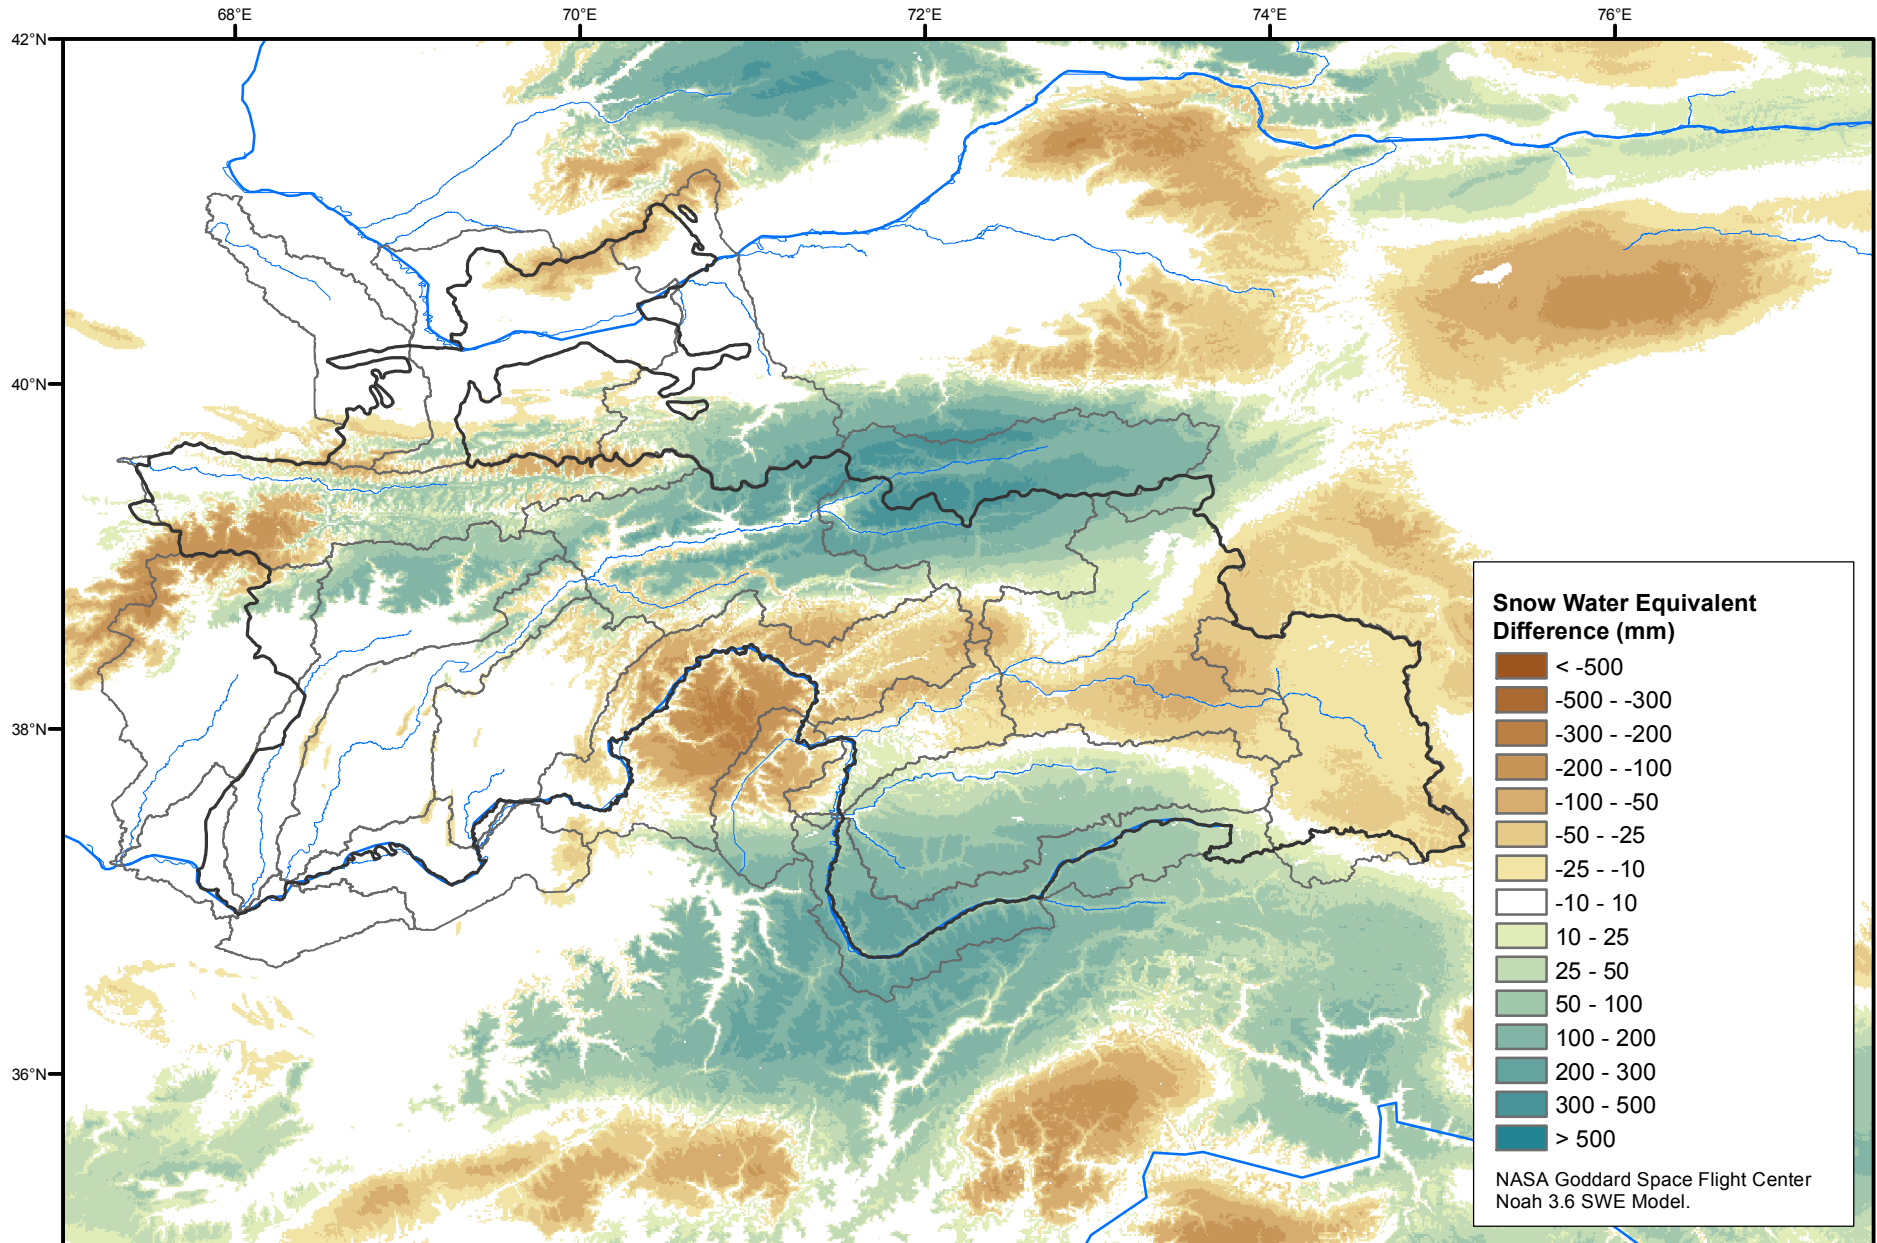 68°E
70°E
72°E
74°E
76°E
42°N
40°N
38°N
36°N
Snow Water Equivalent
Difference (mm)
< -500
-500 - -300
-300 - -200
-200 - -100
-100 - -50
-50 - -25
-25 - -10
-10 - 10
10 - 25
25 - 50
50 - 100
100 - 200
200 - 300
300 - 500
> 500
NASA Goddard Space Flight Center
Noah 3.6 SWE Model.